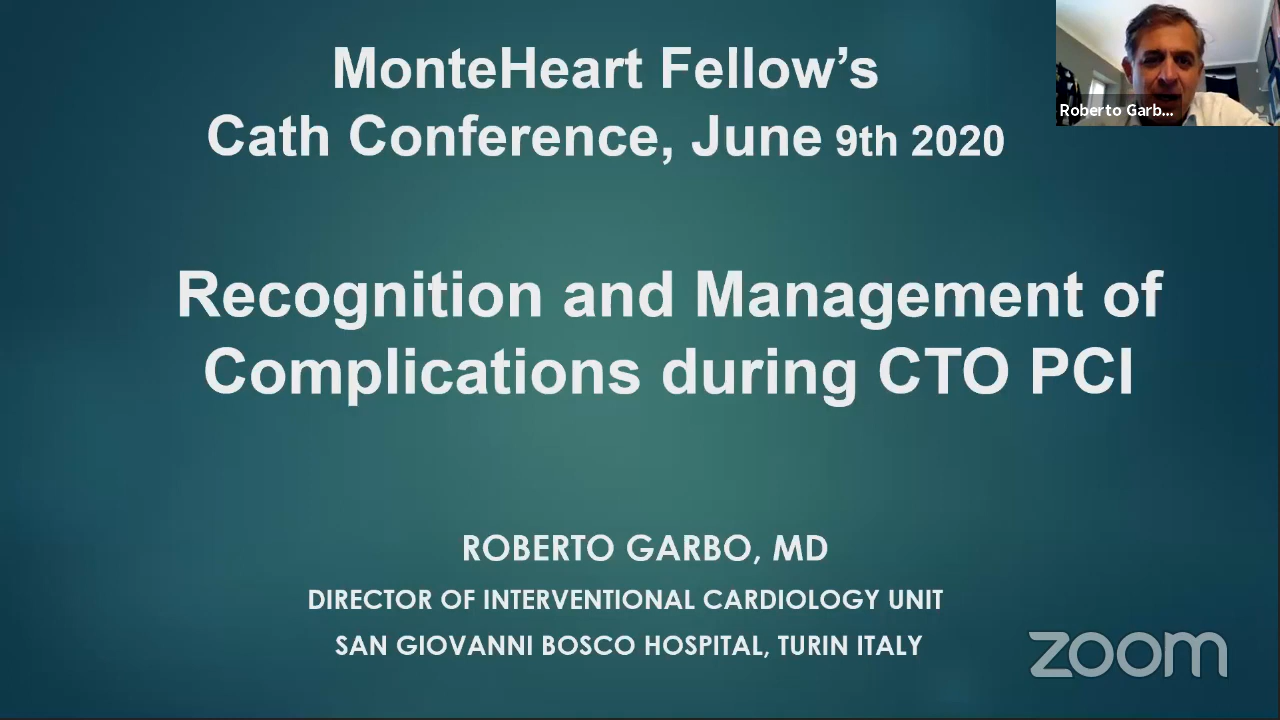 MonteHeart Fellow’s
Cath Conference, June 9th 2020
Roberto Garb...
Recognition and Management of
Complications during CTO PCI
ROBERTO GARBO, MD
DIRECTOR OF INTERVENTIONAL CARDIOLOGY UNIT
SAN GIOVANNI BOSCO HOSPITAL, TURIN ITALY
zoom